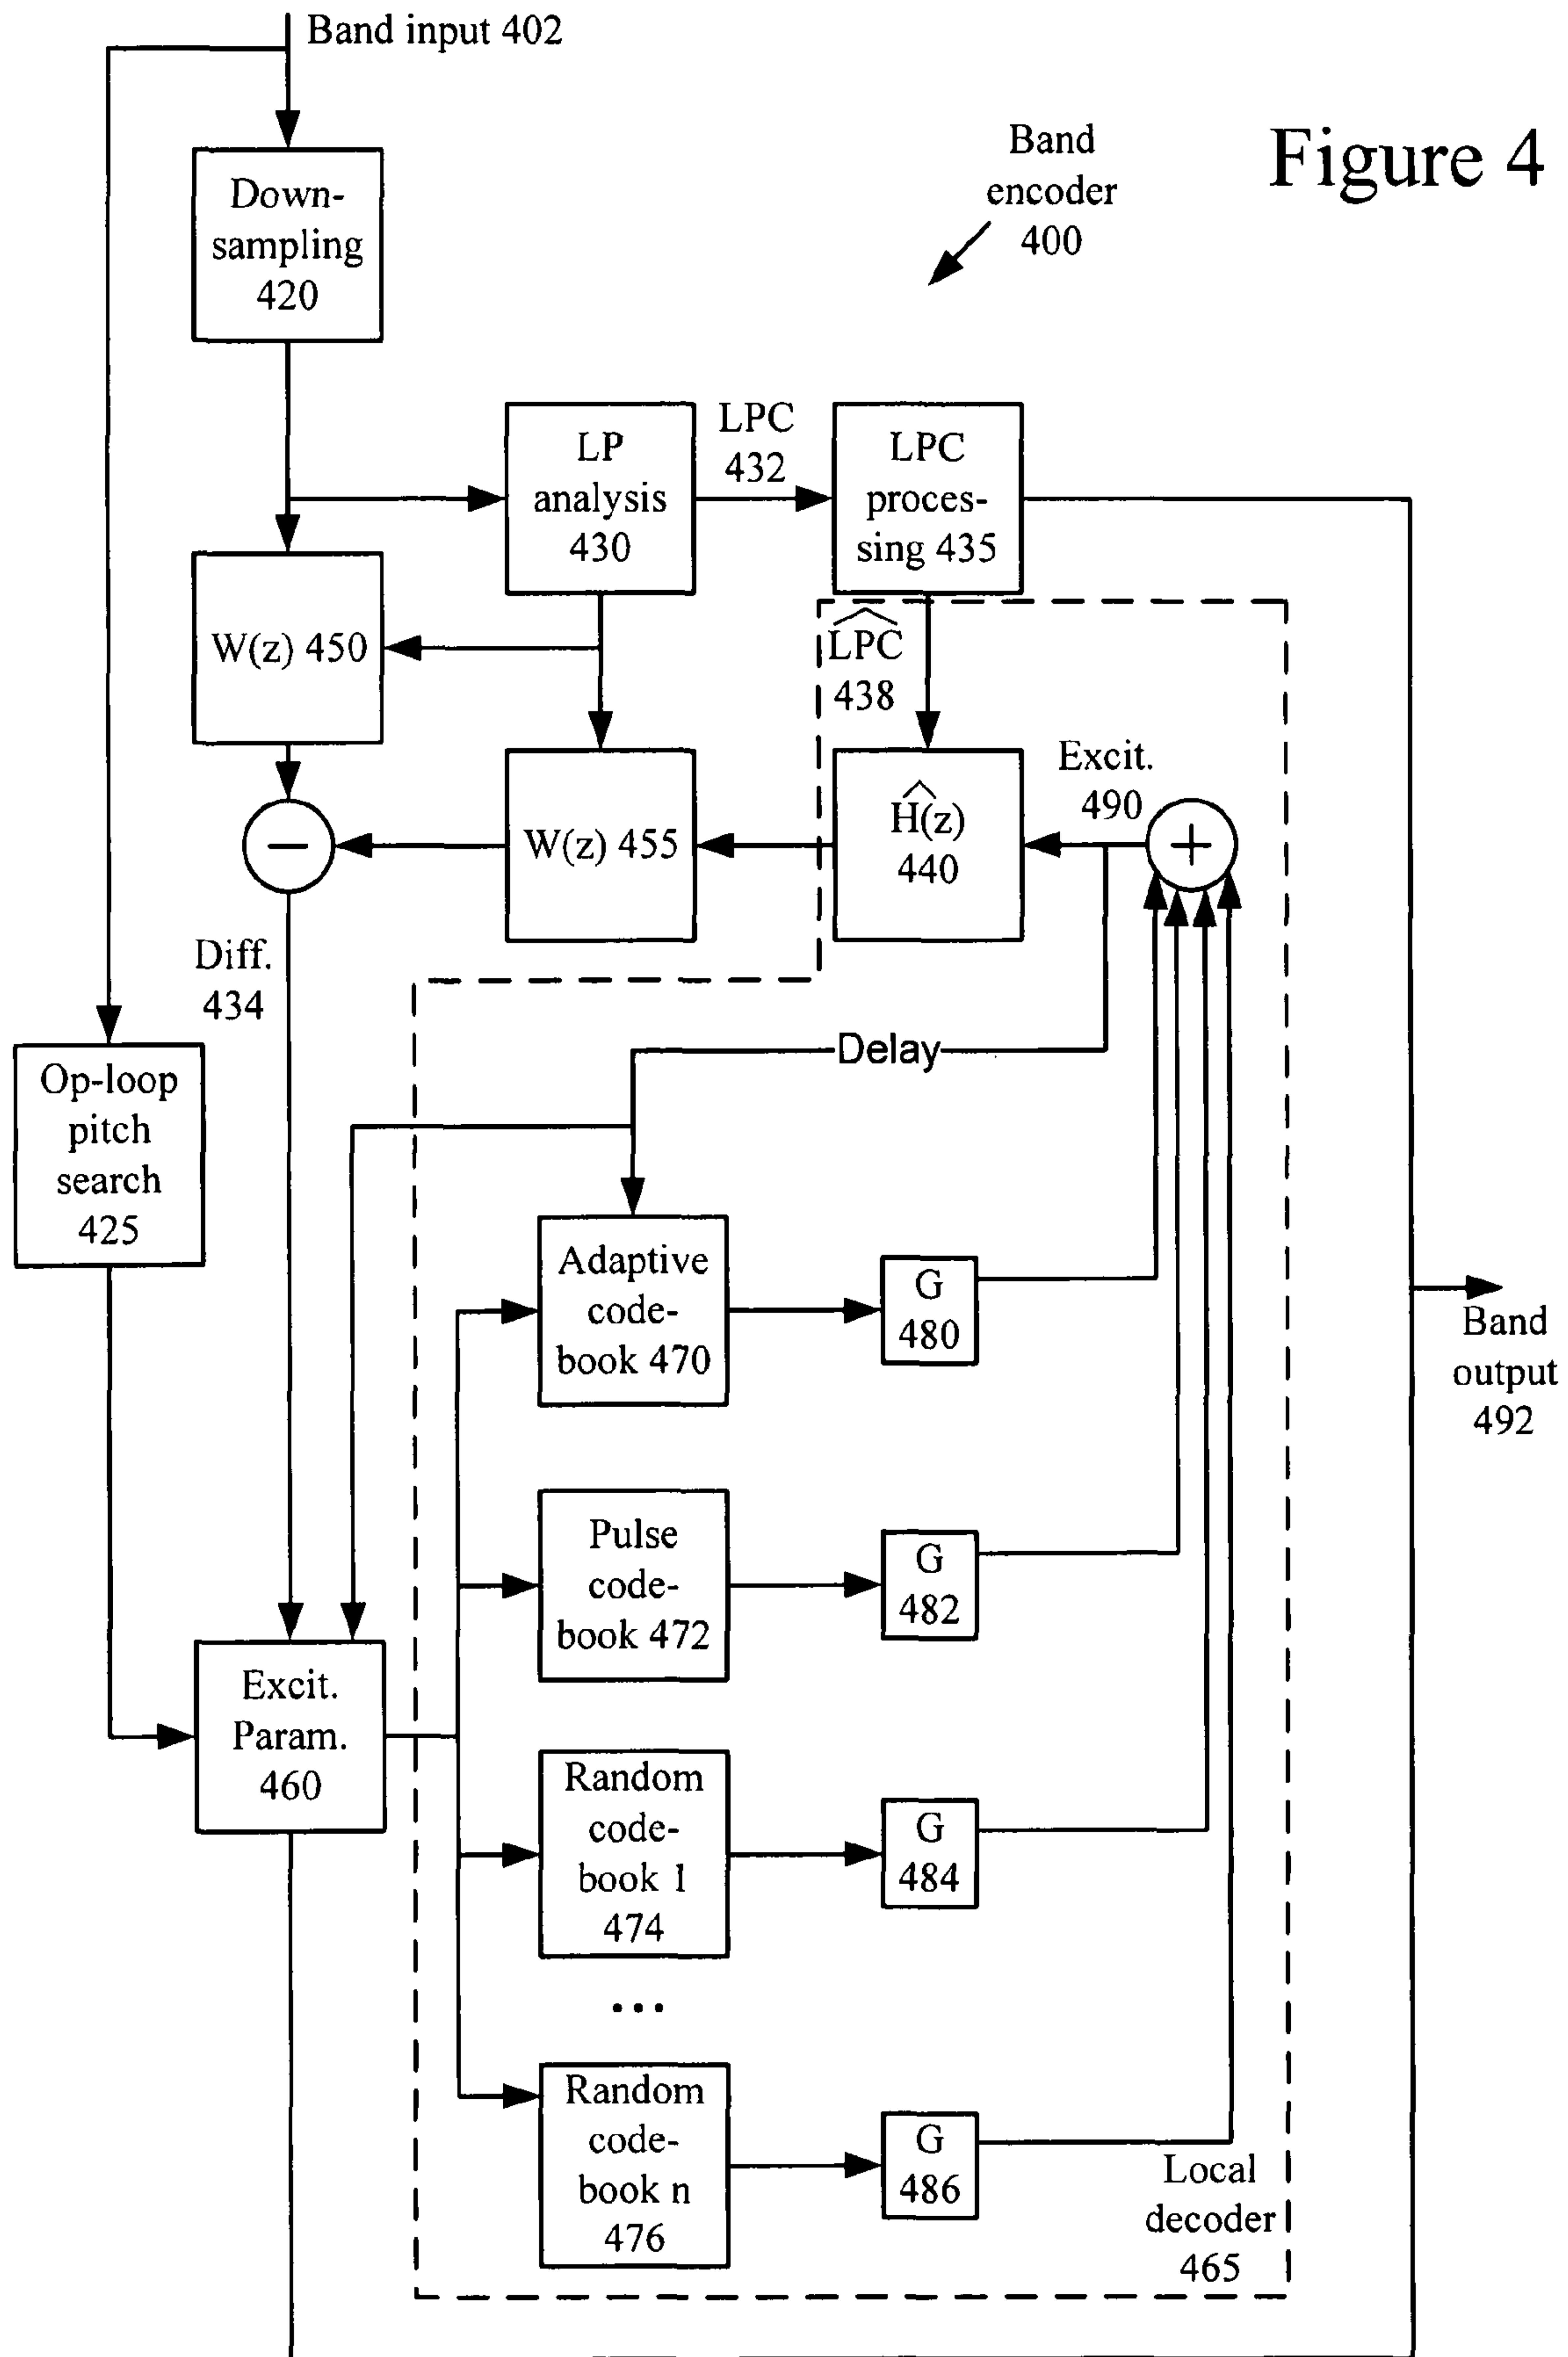 Band input 402
Figure 4
Band
encoder
400
Down-
sampling
420
LP
analysis
430
LPC
432
LPC
proces-
sing 435
W(z) 450
L͡PC
438
Ĥ(z)
440
Excit.
490
+
W(z) 455
−
Diff.
434
Delay
Op-loop
pitch
search
425
Adaptive
code-
book 470
G
480
Band
output
492
Pulse
code-
book 472
G
482
Excit.
Param.
460
Random
code-
book 1
474
G
484
...
Random
code-
book n
476
G
486
Local
decoder
465